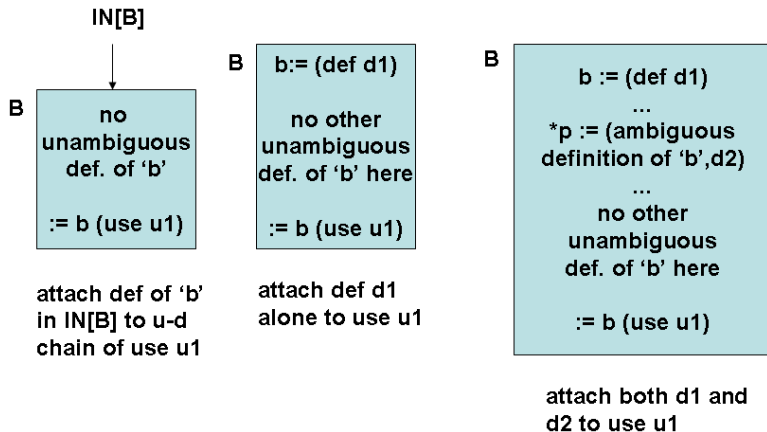 IN[B]
B
no
unambiguous
def. of ‘b’
:= b (use u1)
attach def of ‘b’
in IN[B] to u-d
chain of use u1
B
b:= (def d1)
no other
unambiguous
def. of ‘b’ here
:= b (use u1)
attach def d1
alone to use u1
B
b := (def d1)
...
*p := (ambiguous
definition of ‘b’,d2)
...
no other
unambiguous
def. of ‘b’ here
:= b (use u1)
attach both d1 and
d2 to use u1